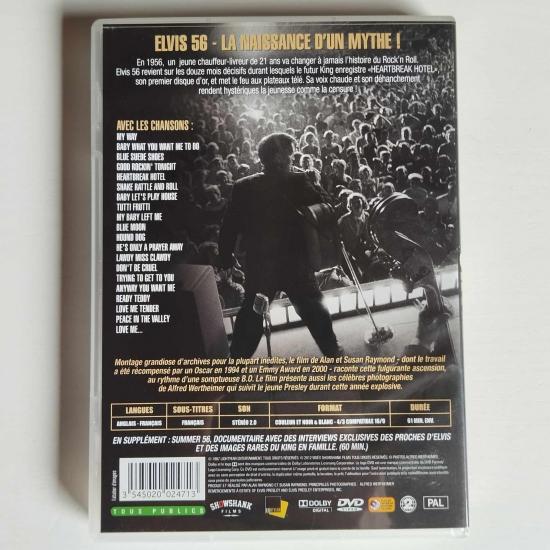 ELVIS 56 - LA NAISSANCE D'UN MYTHE !
En 1956, un jeune chauffeur-livreur de 21 ans va changer à jamais l'histoire du Rock'n Roll.
Elvis 56 revient sur les douze mois décisifs durant lesquels le futur King enregistre «HEARTBREAK HOTEL»
son premier disque d'or, et met le feu aux plateaux télé. Sa voix chaude et son déhanchement
rendent hystériques la jeunesse comme la censure !
AVEC LES CHANSONS :
MY WAY
BABY WHAT YOU WANT ME TO DO
BLUE SUEDE SHOES
GOOD ROCKIN' TONIGHT
HEARTBREAK HOTEL
SHAKE RATTLE AND ROLL
BABY LET'S PLAY HOUSE
TUTTI FRUTTI
MY BABY LEFT ME
BLUE MOON
HOUND DOG
HE'S ONLY A PRAYER AWAY
LAWDY MISS CLAWDY
DON'T BE CRUEL
TRYING TO GET TO YOU
ANYWAY YOU WANT ME
READY TEDDY
LOVE ME TENDER
PEACE IN THE VALLEY
LOVE ME...
Montage grandiose d'archives pour la plupart inédites, le film de Alan et Susan Raymond - dont le travail
a été récompensé par un Oscar en 1994 et un Emmy Award en 2000 - raconte cette fulgurante ascension,
au rythme d'une somptueuse B.O. Le film présente aussi les célèbres photographies
de Alfred Wertheimer qui suivit le jeune Presley durant cette année explosive.
LANGUES SOUS-TITRES SON FORMAT DURÉE
ANGLAIS - FRANÇAIS FRANÇAIS STÉRÉO 2.0 COULEUR ET NOIR & BLANC - 4/3 COMPATIBLE 16/9 61 MIN. ENV.
EN SUPPLÉMENT : SUMMER 56, DOCUMENTAIRE AVEC DES INTERVIEWS EXCLUSIVES DES PROCHES D'ELVIS
ET DES IMAGES RARES DU KING EN FAMILLE. (60 MIN.)
3 545020 024713
TOUS PUBLICS
SHOWSHANK
FILMS
DOLBY
DIGITAL
DVD
VIDEO
2
PAL